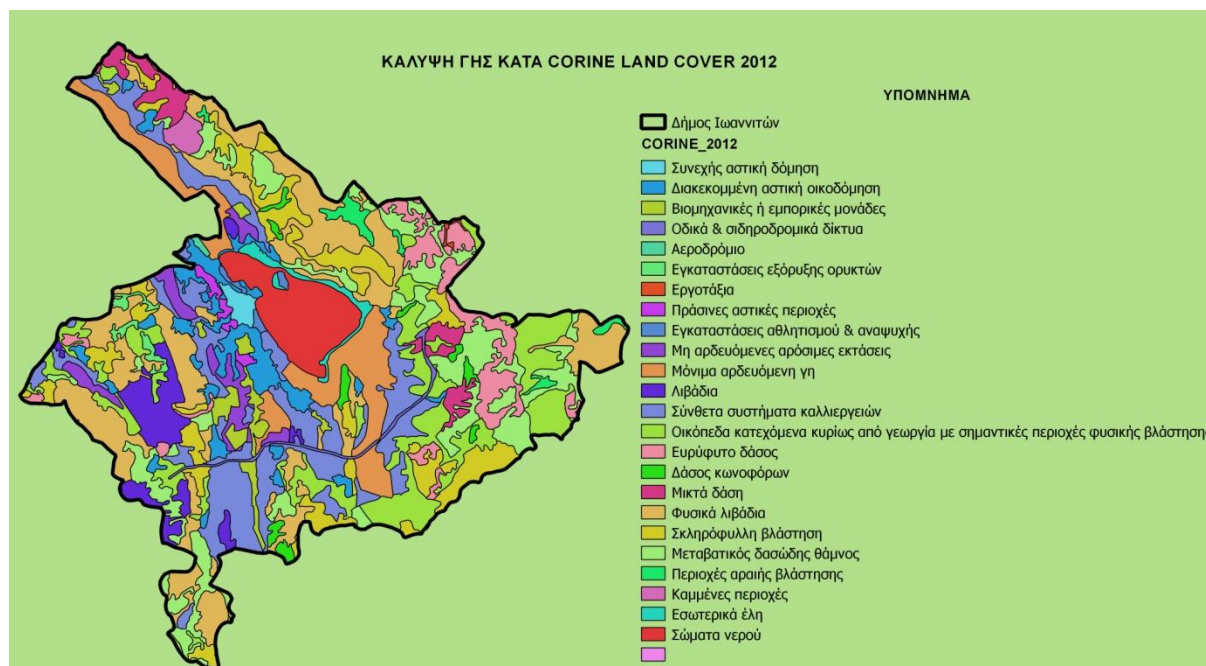 ΚΑΛΥΨΗ ΓΗΣ ΚΑΤΑ CORINE LAND COVER 2012
ΥΠΟΜΝΗΜΑ
Δήμος Ιωαννιτών
CORINE_2012
Συνεχής αστική δόμηση
Διακεκομμένη αστική οικοδόμηση
Βιομηχανικές ή εμπορικές μονάδες
Οδικά & σιδηροδρομικά δίκτυα
Αεροδρόμιο
Εγκαταστάσεις εξόρυξης ορυκτών
Εργοτάξια
Πράσινες αστικές περιοχές
Εγκαταστάσεις αθλητισμού & αναψυχής
Μη αρδευόμενες αρόσιμες εκτάσεις
Μόνιμα αρδευόμενη γη
Λιβάδια
Σύνθετα συστήματα καλλιεργειών
Οικόπεδα κατεχόμενα κυρίως από γεωργία με σημαντικές περιοχές φυσικής βλάστησης
Ευρύφυτο δάσος
Δάσος κωνοφόρων
Μικτά δάση
Φυσικά λιβάδια
Σκληρόφυλλη βλάστηση
Μεταβατικός δασώδης θάμνος
Περιοχές αραιής βλάστησης
Καμμένες περιοχές
Εσωτερικά έλη
Σώματα νερού